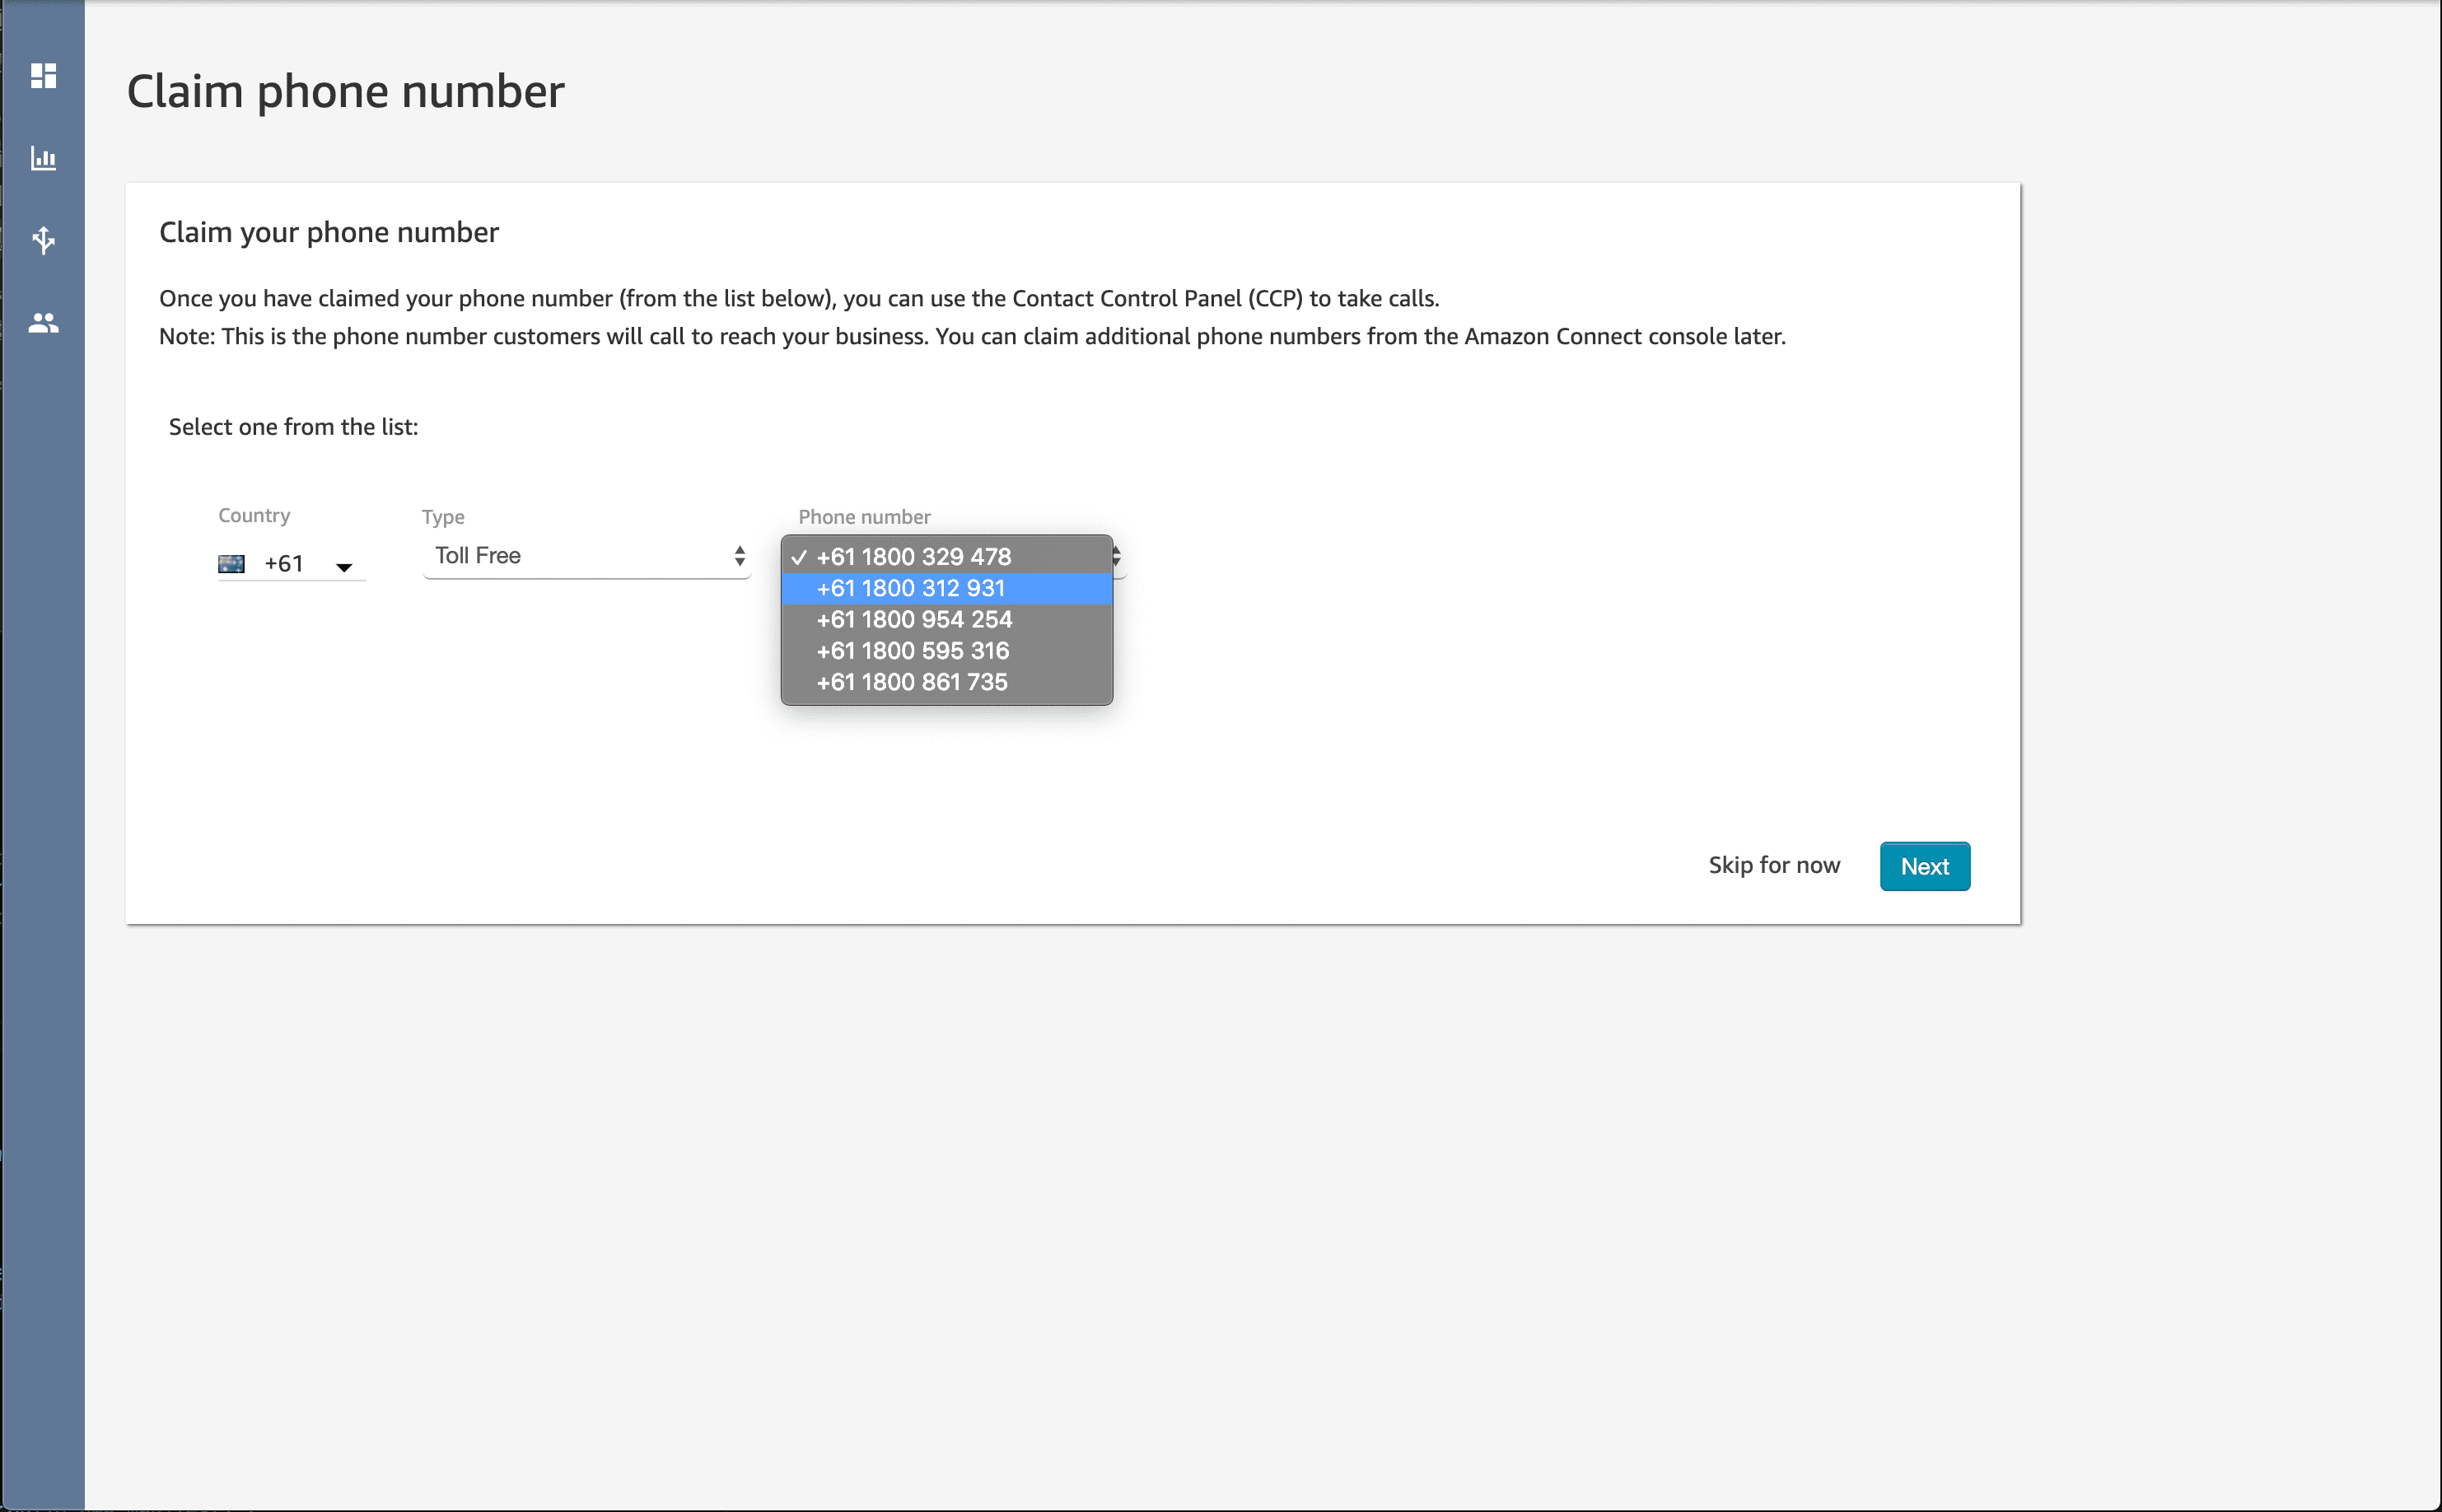 Claim phone number
Claim your phone number
Once you have claimed your phone number (from the list below), you can use the Contact Control Panel (CCP) to take calls.
Note: This is the phone number customers will call to reach your business. You can claim additional phone numbers from the Amazon Connect console later.
Select one from the list:
Country
Type
Phone number
+61
Toll Free
✓ +61 1800 329 478
+61 1800 312 931
+61 1800 954 254
+61 1800 595 316
+61 1800 861 735
Skip for now
Next